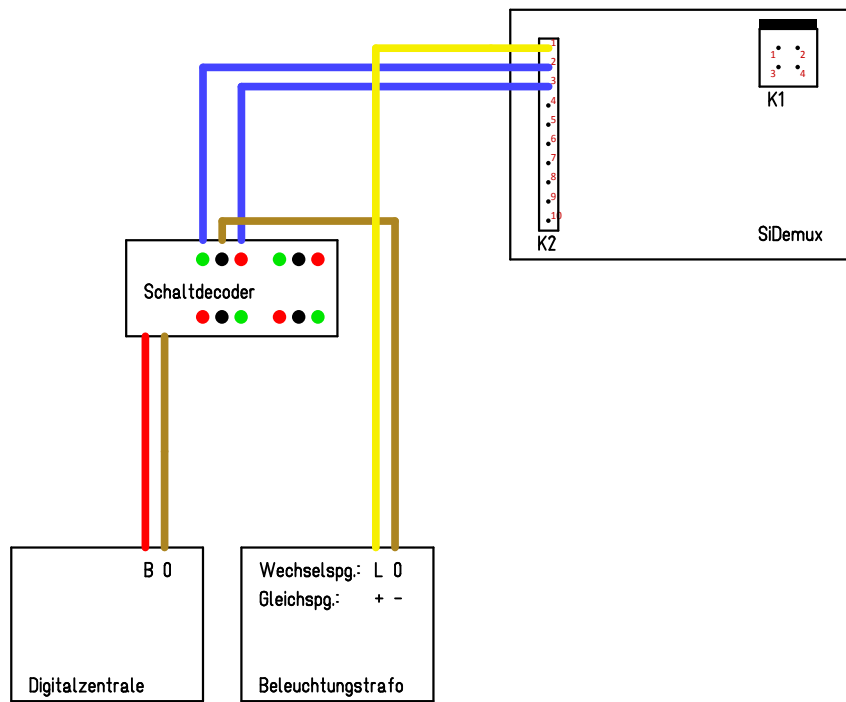 1
2
3
4
5
6
7
8
9
10
K2
1 2
3 4
K1
SiDemux
Schaltdecoder
B 0
Digitalzentrale
Wechselspg.: L 0
Gleichspg.: + -
Beleuchtungstrafo